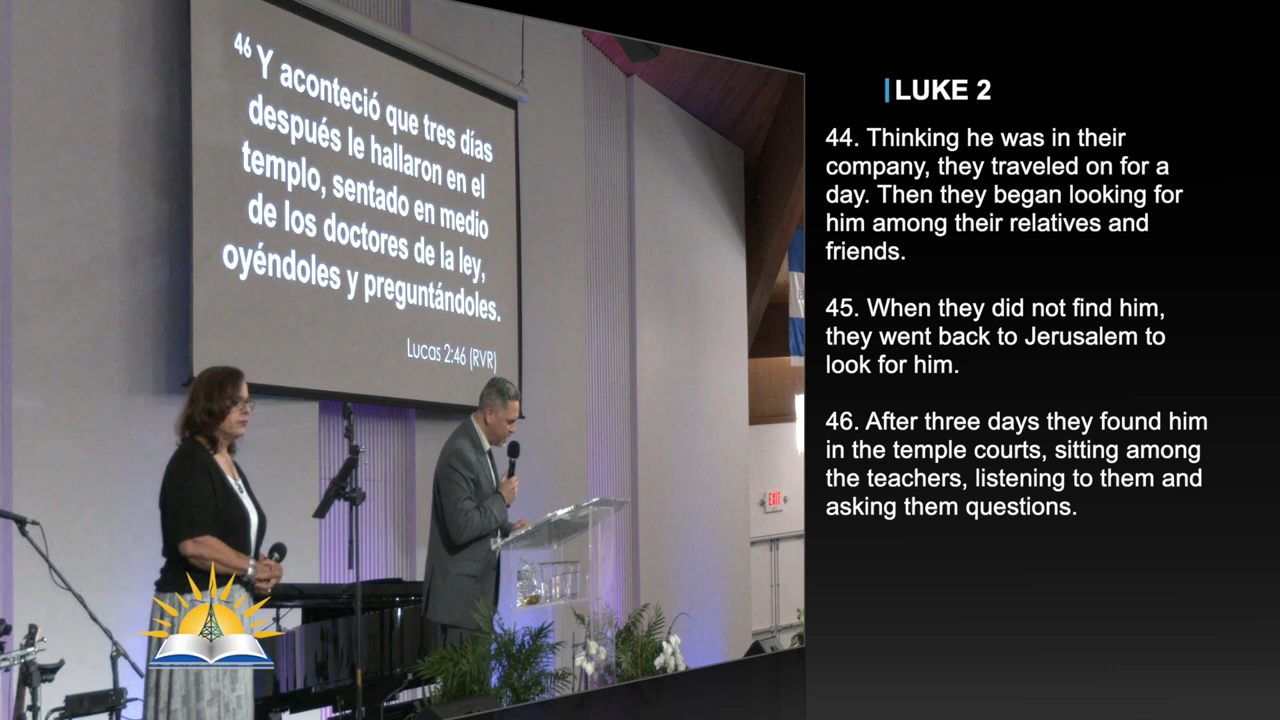 46 Y aconteció que tres días
después le hallaron en el
templo, sentado en medio
de los doctores de la ley,
oyéndoles y preguntándoles.
Lucas 2:46 (RVR)
EXIT
LUKE 2
44. Thinking he was in their
company, they traveled on for a
day. Then they began looking for
him among their relatives and
friends.
45. When they did not find him,
they went back to Jerusalem to
look for him.
46. After three days they found him
in the temple courts, sitting among
the teachers, listening to them and
asking them questions.